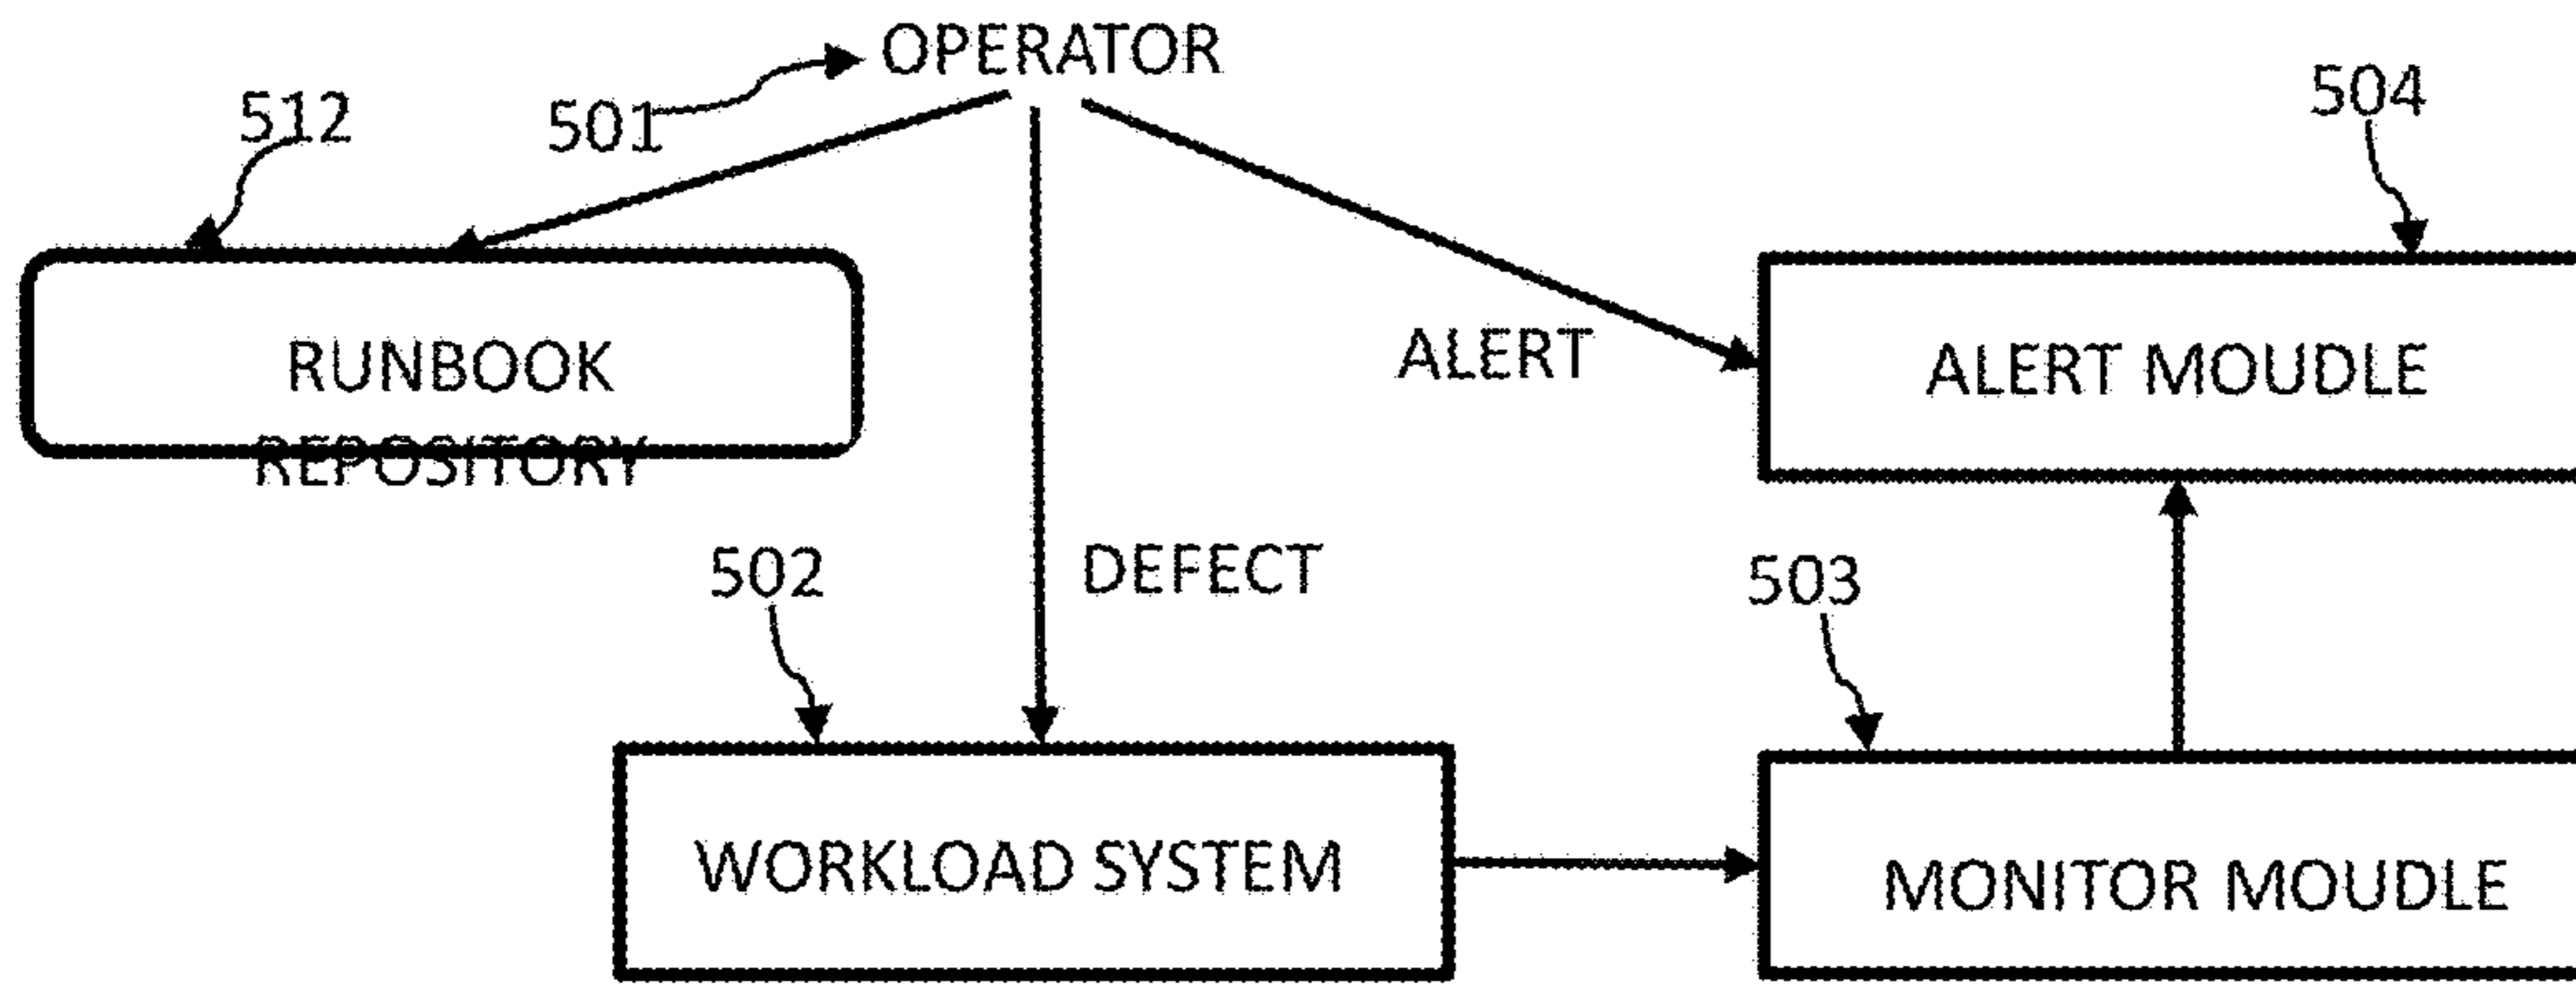 OPERATOR
501
512
504
RUNBOOK
REPOSITORY
ALERT
ALERT MOUDLE
502
DEFECT
503
WORKLOAD SYSTEM
MONITOR MOUDLE